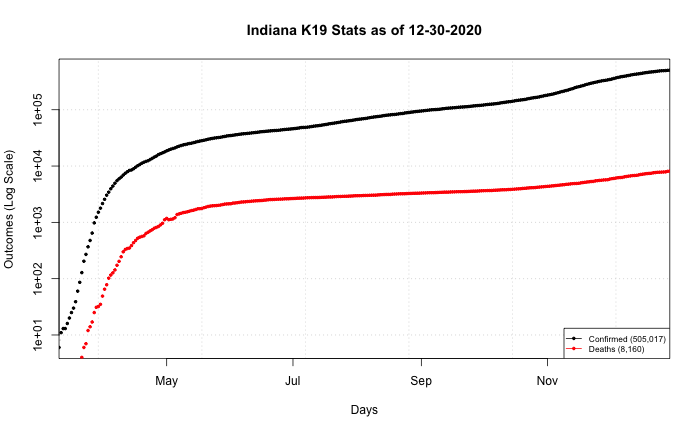 Indiana K19 Stats as of 12-30-2020
Outcomes (Log Scale)
1e+05
1e+04
1e+03
1e+02
1e+01
Confirmed (505,017)
Deaths (8,160)
May Jul Sep Nov
Days